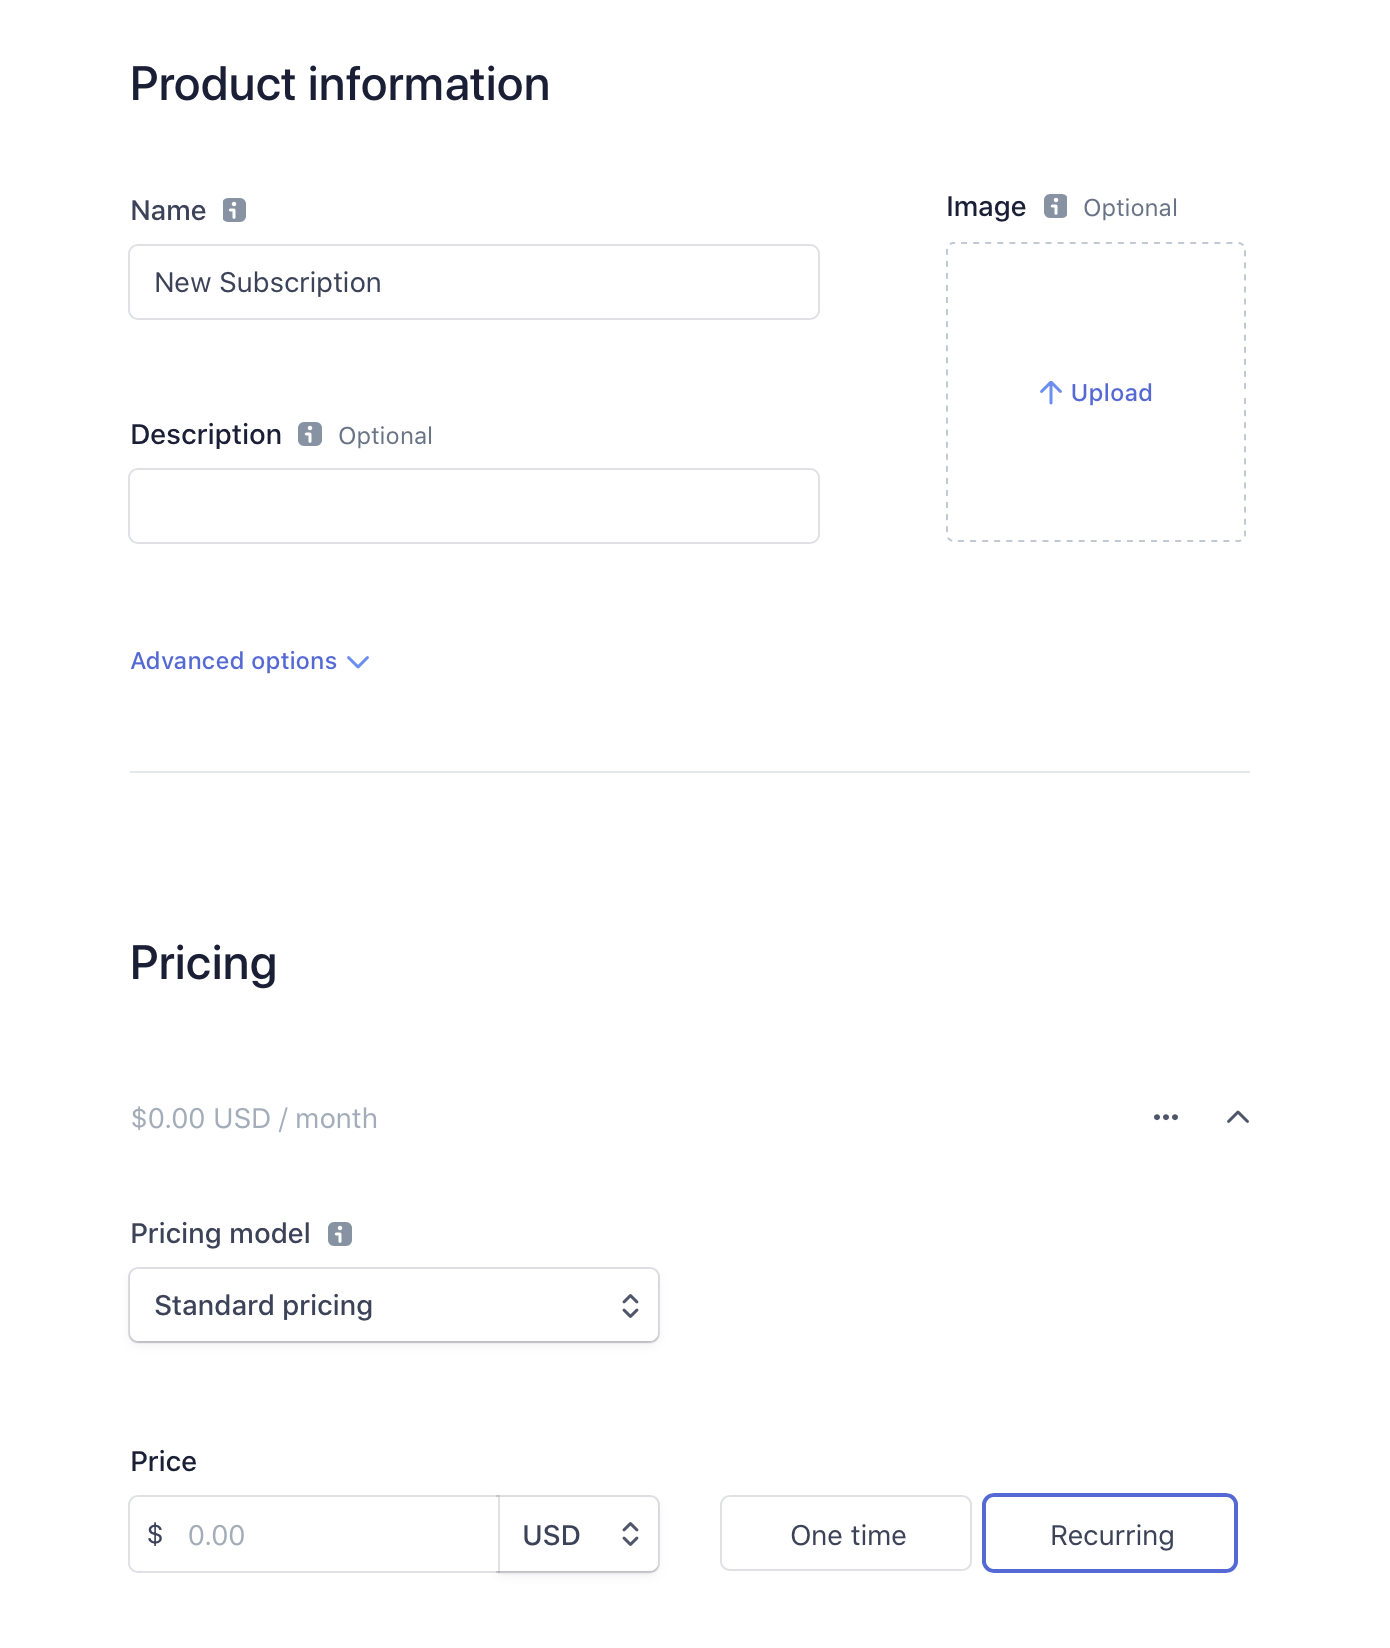 Product information
Name
New Subscription
Image Optional
Upload
Description Optional
Advanced options
Pricing
$0.00 USD / month
Pricing model
Standard pricing
Price
$ 0.00 USD One time Recurring